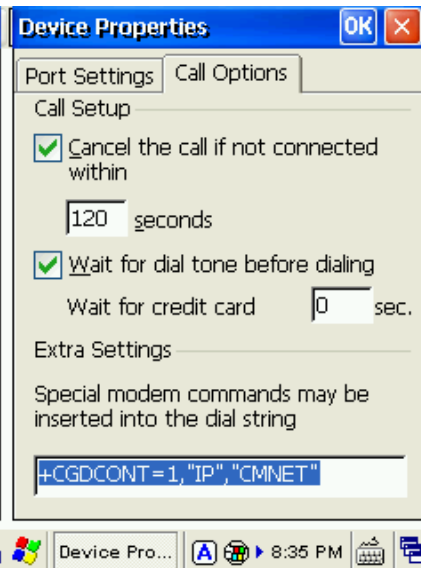 Device Properties OK
Port Settings Call Options
Call Setup
Cancel the call if not connected
within
120 seconds
Wait for dial tone before dialing
Wait for credit card 0 sec.
Extra Settings
Special modem commands may be
inserted into the dial string
+CGDCONT=1,"IP","CMNET"
Device Pro... A 8:35 PM